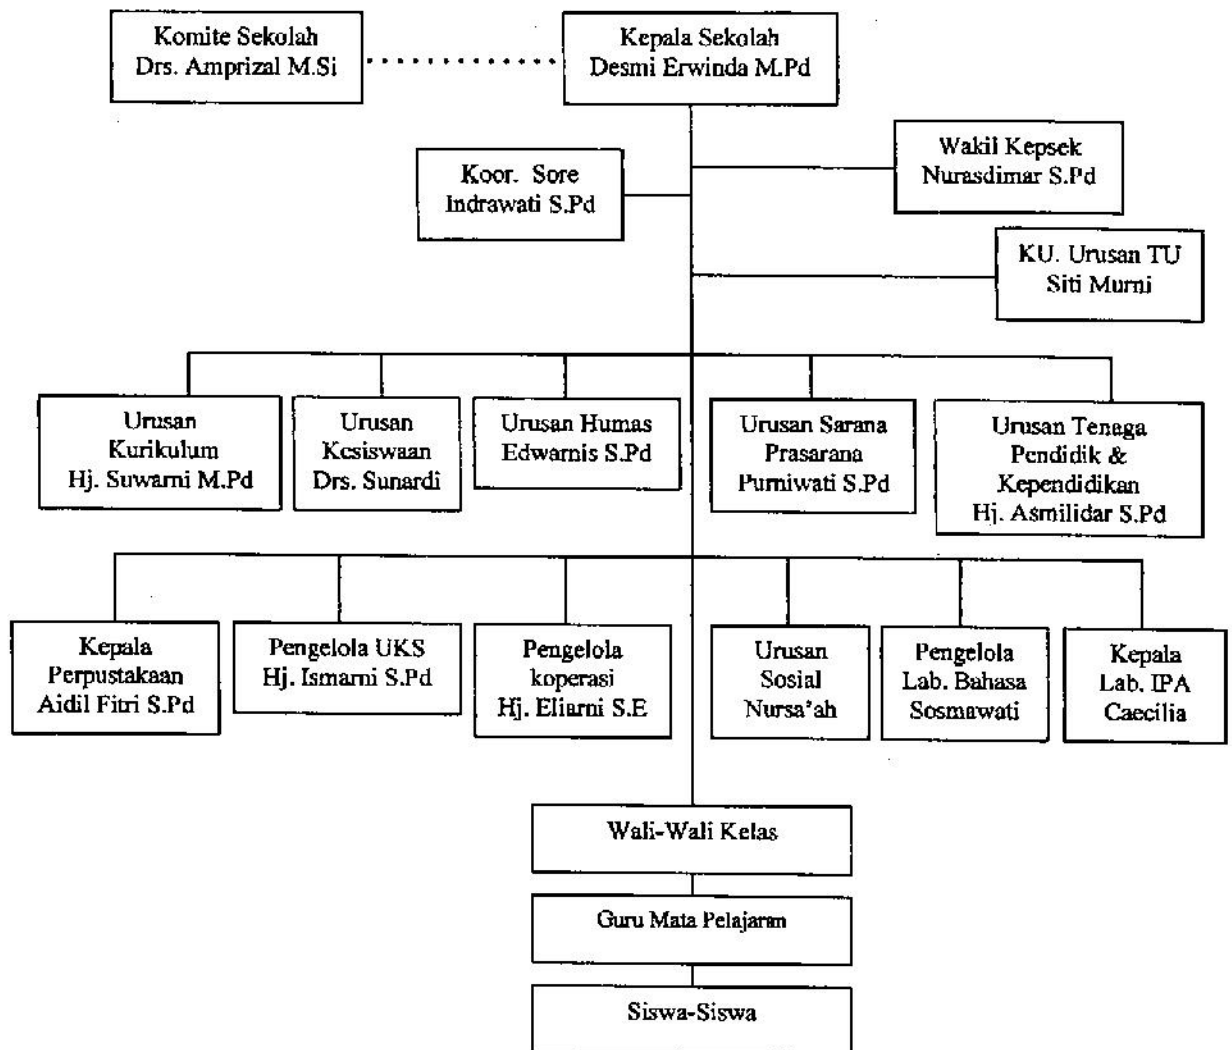 Komite Sekolah
Drs. Amprizal M.Si
Kepala Sekolah
Desmi Erwinda M.Pd
Wakil Kepsek
Nurasdimar S.Pd
Koor. Sore
Indrawati S.Pd
KU. Urusan TU
Siti Murni
Urusan
Kurikulum
Hj. Suwarni M.Pd
Urusan
Kesiswaan
Drs. Sunardi
Urusan Humas
Edwarnis S.Pd
Urusan Sarana
Prasarana
Purniwati S.Pd
Urusan Tenaga
Pendidik &
Kependidikan
Hj. Asmilidar S.Pd
Kepala
Perpustakaan
Aidil Fitri S.Pd
Pengelola UKS
Hj. Ismarni S.Pd
Pengelola
koperasi
Hj. Eliarni S.E
Urusan
Sosial
Nursa'ah
Pengelola
Lab. Bahasa
Sosmawati
Kepala
Lab. IPA
Caecilia
Wali-Wali Kelas
Guru Mata Pelajaran
Siswa-Siswa